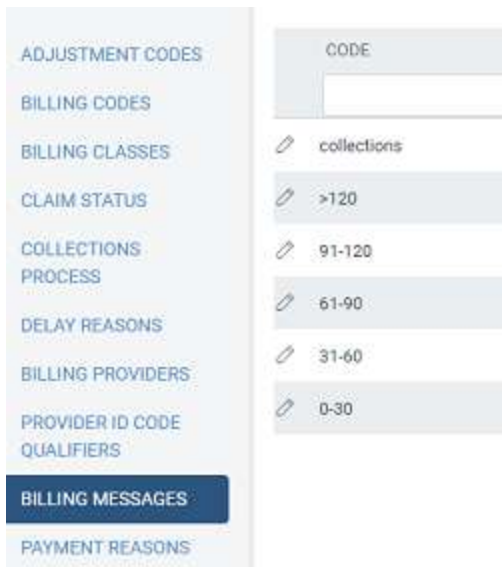 ADJUSTMENT CODES
BILLING CODES
BILLING CLASSES
CLAIM STATUS
COLLECTIONS
PROCESS
DELAY REASONS
BILLING PROVIDERS
PROVIDER ID CODE
QUALIFIERS
BILLING MESSAGES
PAYMENT REASONS
CODE
collections
>120
91-120
61-90
31-60
0-30